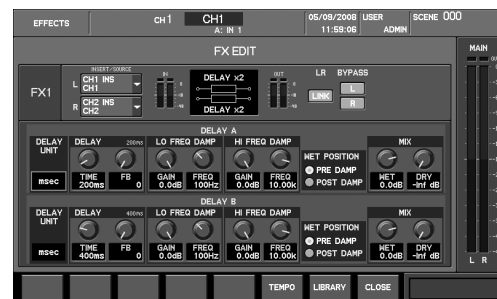 EFFECTS CH 1 CH1 A: IN 1 05/09/2008 11:59:06 USER ADMIN SCENE 000
FX EDIT
MAIN
INSERT/SOURCE
FX1
L CH1 INS CH1
R CH2 INS CH2
IN
DELAY x2
DELAY x2
OUT
LR
LINK
BYPASS
L
R
DELAY A
DELAY UNIT
msec
DELAY 200ms
TIME 200ms
FB 0
LO FREQ DAMP
GAIN 0.0dB
FREQ 100Hz
HI FREQ DAMP
GAIN 0.0dB
FREQ 10.00k
WET POSITION
PRE DAMP
POST DAMP
MIX
WET 0.0dB
DRY -Inf dB
DELAY B
DELAY UNIT
msec
DELAY 400ms
TIME 400ms
FB 0
LO FREQ DAMP
GAIN 0.0dB
FREQ 100Hz
HI FREQ DAMP
GAIN 0.0dB
FREQ 10.00k
WET POSITION
PRE DAMP
POST DAMP
MIX
WET 0.0dB
DRY -Inf dB
L R
TEMPO LIBRARY CLOSE